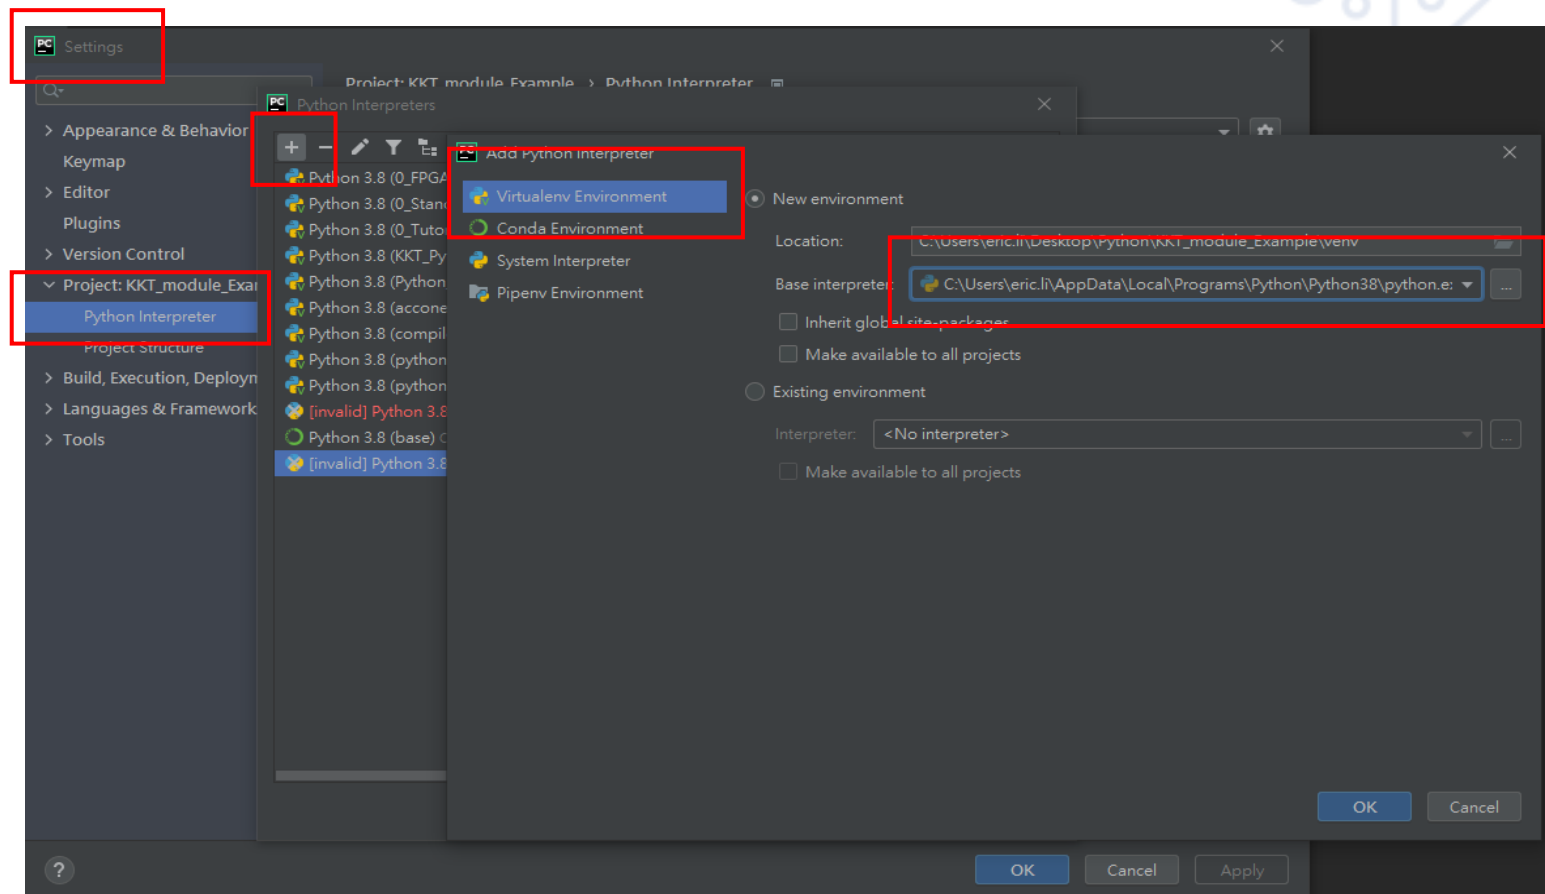 PC Settings
Project: KKT_module_Example › Python Interpreter
PC Python Interpreters
PC Add Python Interpreter
Appearance & Behavior
Keymap
Editor
Plugins
Version Control
Project: KKT_module_Exa
Python Interpreter
Project Structure
Build, Execution, Deploy
Languages & Framework
Tools
Python 3.8 (0_FPGA
Python 3.8 (0_Stan
Python 3.8 (0_Tuto
Python 3.8 (KKT_Py
Python 3.8 (Python
Python 3.8 (accone
Python 3.8 (compil
Python 3.8 (python
Python 3.8 (python
[invalid] Python 3.8
Python 3.8 (base)
[invalid] Python 3.8
Virtualenv Environment
Conda Environment
System Interpreter
Pipenv Environment
New environment
Location: C:\Users\eric.li\Desktop\Python\KKT_module_Example\venv
Base interpreter: C:\Users\eric.li\AppData\Local\Programs\Python\Python38\python.e
...
Inherit global site-packages
Make available to all projects
Existing environment
Interpreter: <No interpreter>
...
Make available to all projects
OK Cancel
? OK Cancel Apply